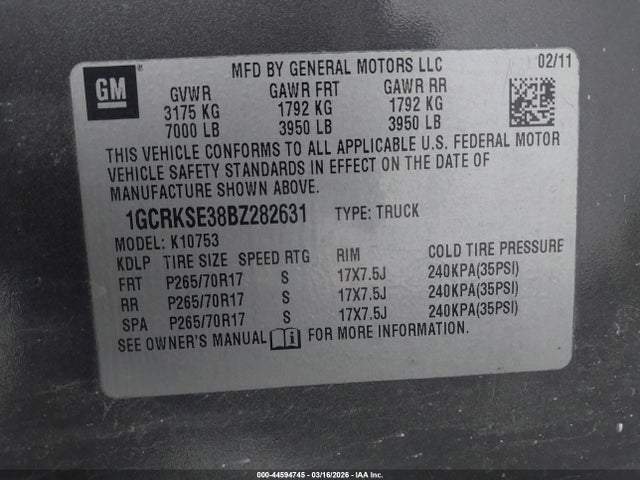 GM
®
MFD BY GENERAL MOTORS LLC 02/11
GVWR GAWR FRT GAWR RR
3175 KG 1792 KG 1792 KG
7000 LB 3950 LB 3950 LB
THIS VEHICLE CONFORMS TO ALL APPLICABLE U.S. FEDERAL MOTOR
VEHICLE SAFETY STANDARDS IN EFFECT ON THE DATE OF
MANUFACTURE SHOWN ABOVE.
1GCRKSE38BZ282631 TYPE: TRUCK
MODEL: K10753
KDLP TIRE SIZE SPEED RTG RIM COLD TIRE PRESSURE
FRT P265/70R17 S 17X7.5J 240KPA(35PSI)
RR P265/70R17 S 17X7.5J 240KPA(35PSI)
SPA P265/70R17 S 17X7.5J 240KPA(35PSI)
SEE OWNER'S MANUAL i FOR MORE INFORMATION.
000-44594745 - 03/16/2026 - IAA Inc.